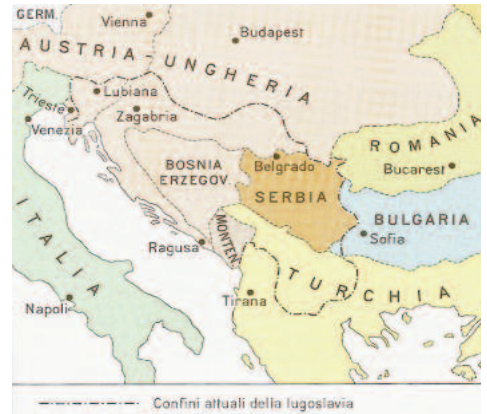 GERM.
Vienna
Budapest
AUSTRIA-UNGHERIA
Lubiana
Trieste
Zagabria
Venezia
ROMANIA
BOSNIA
ERZEGOV.
Belgrado
Bucarest
SERBIA
BULGARIA
MONTEN.
Ragusa
Sofia
ITALIA
TURCHIA
Tirana
Napoli
Confini attuali della Iugoslavia